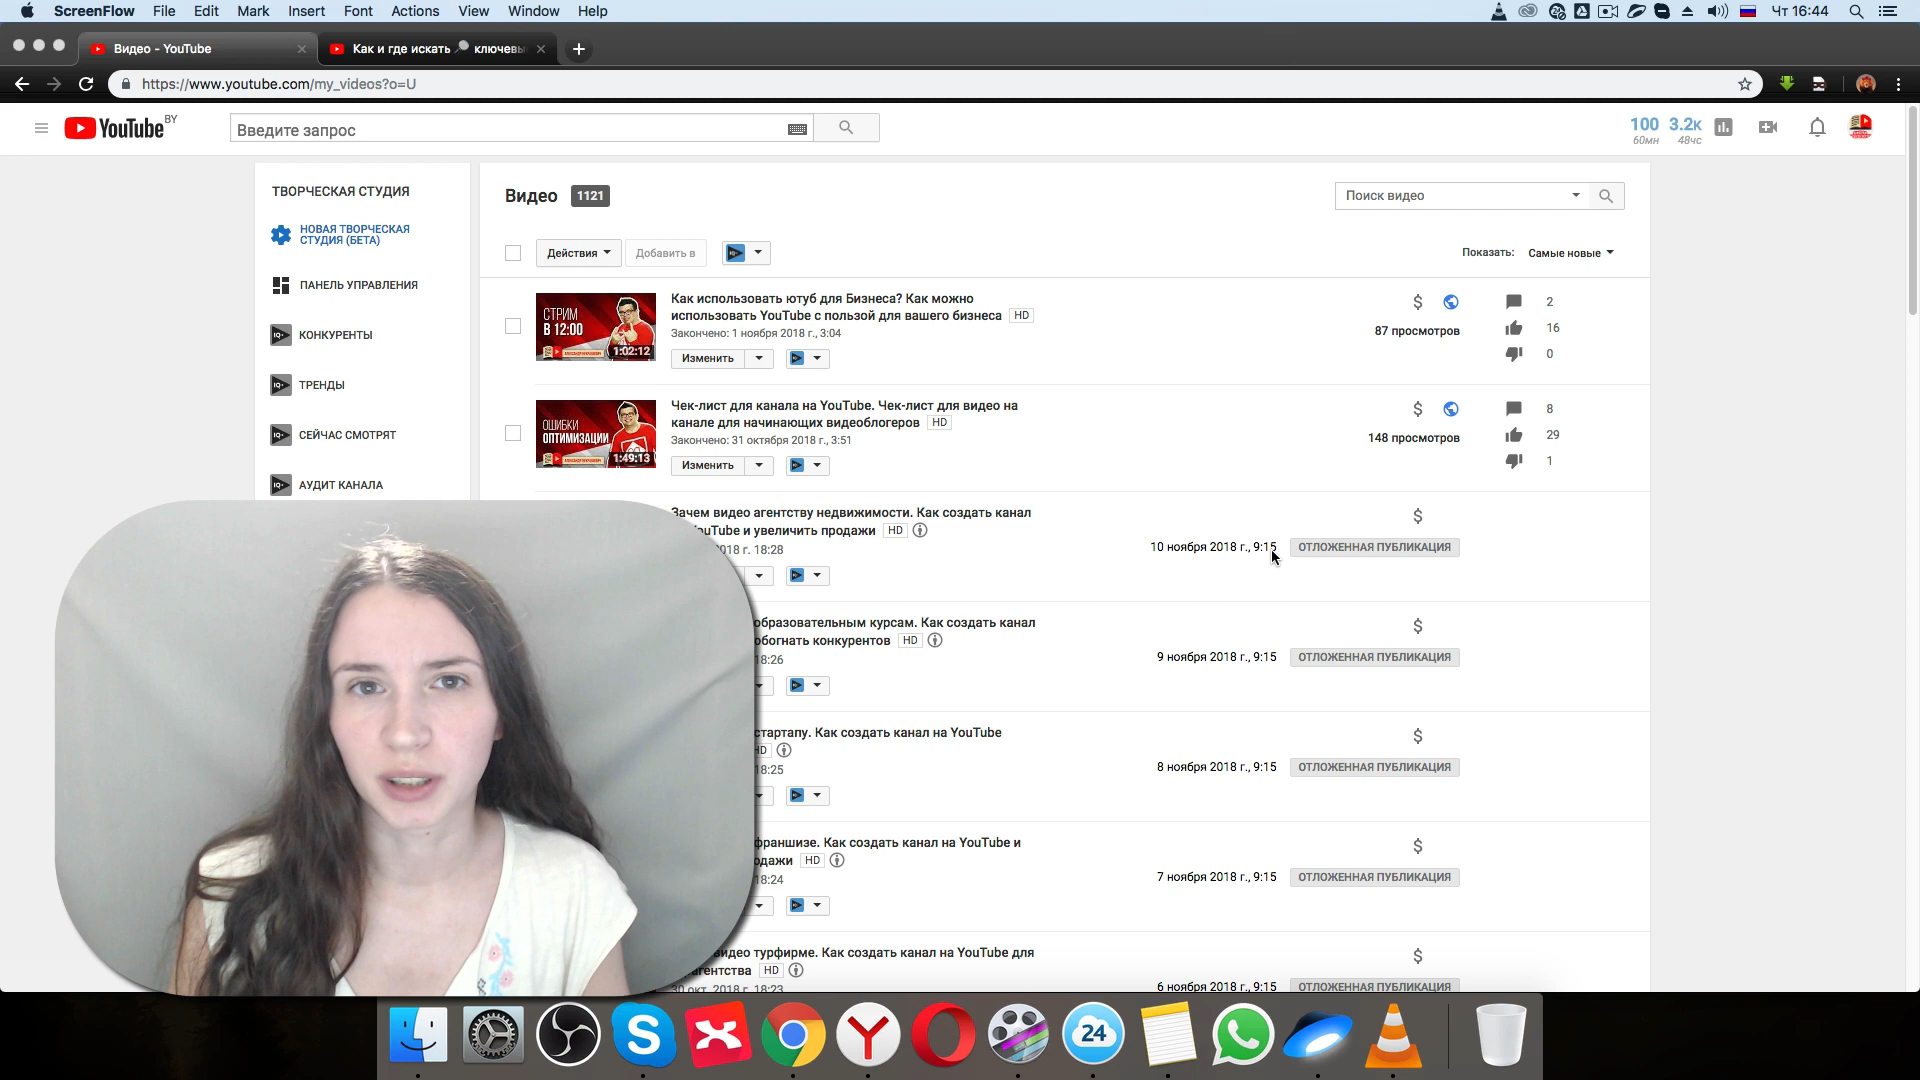 ScreenFlow File Edit Mark Insert Font Actions View Window Help Чт 16:44
Видео - YouTube Как и где искать ключевы
https://www.youtube.com/my_videos?o=U
YouTube BY Введите запрос 100 3.2к
60мн 48чс
ТВОРЧЕСКАЯ СТУДИЯ
НОВАЯ ТВОРЧЕСКАЯ
СТУДИЯ (БЕТА)
ПАНЕЛЬ УПРАВЛЕНИЯ
КОНКУРЕНТЫ
ТРЕНДЫ
СЕЙЧАС СМОТРЯТ
АУДИТ КАНАЛА
Видео 1121 Поиск видео
Действия Добавить в Показать: Самые новые
СТРИМ
В 12:00
1:02:12
Как использовать ютуб для Бизнеса? Как можно
использовать YouTube с пользой для вашего бизнеса HD
Закончено: 1 ноября 2018 г., 3:04
Изменить
87 просмотров
2
16
0
ОШИБКИ
ОПТИМИЗАЦИИ
1:49:13
Чек-лист для канала на YouTube. Чек-лист для видео на
канале для начинающих видеоблогеров HD
Закончено: 31 октября 2018 г., 3:51
Изменить
148 просмотров
8
29
1
Зачем видео агентству недвижимости. Как создать канал
ouTube и увеличить продажи HD
018 г. 18:28
10 ноября 2018 г., 9:15 ОТЛОЖЕННАЯ ПУБЛИКАЦИЯ
образовательным курсам. Как создать канал
обогнать конкурентов HD
18:26
9 ноября 2018 г., 9:15 ОТЛОЖЕННАЯ ПУБЛИКАЦИЯ
стартапу. Как создать канал на YouTube
HD
18:25
8 ноября 2018 г., 9:15 ОТЛОЖЕННАЯ ПУБЛИКАЦИЯ
франшизе. Как создать канал на YouTube и
одажи HD
18:24
7 ноября 2018 г., 9:15 ОТЛОЖЕННАЯ ПУБЛИКАЦИЯ
видео турфирме. Как создать канал на YouTube для
агентства HD
30 окт. 2018 г. 18:23
6 ноября 2018 г., 9:15 ОТЛОЖЕННАЯ ПУБЛИКАЦИЯ
24